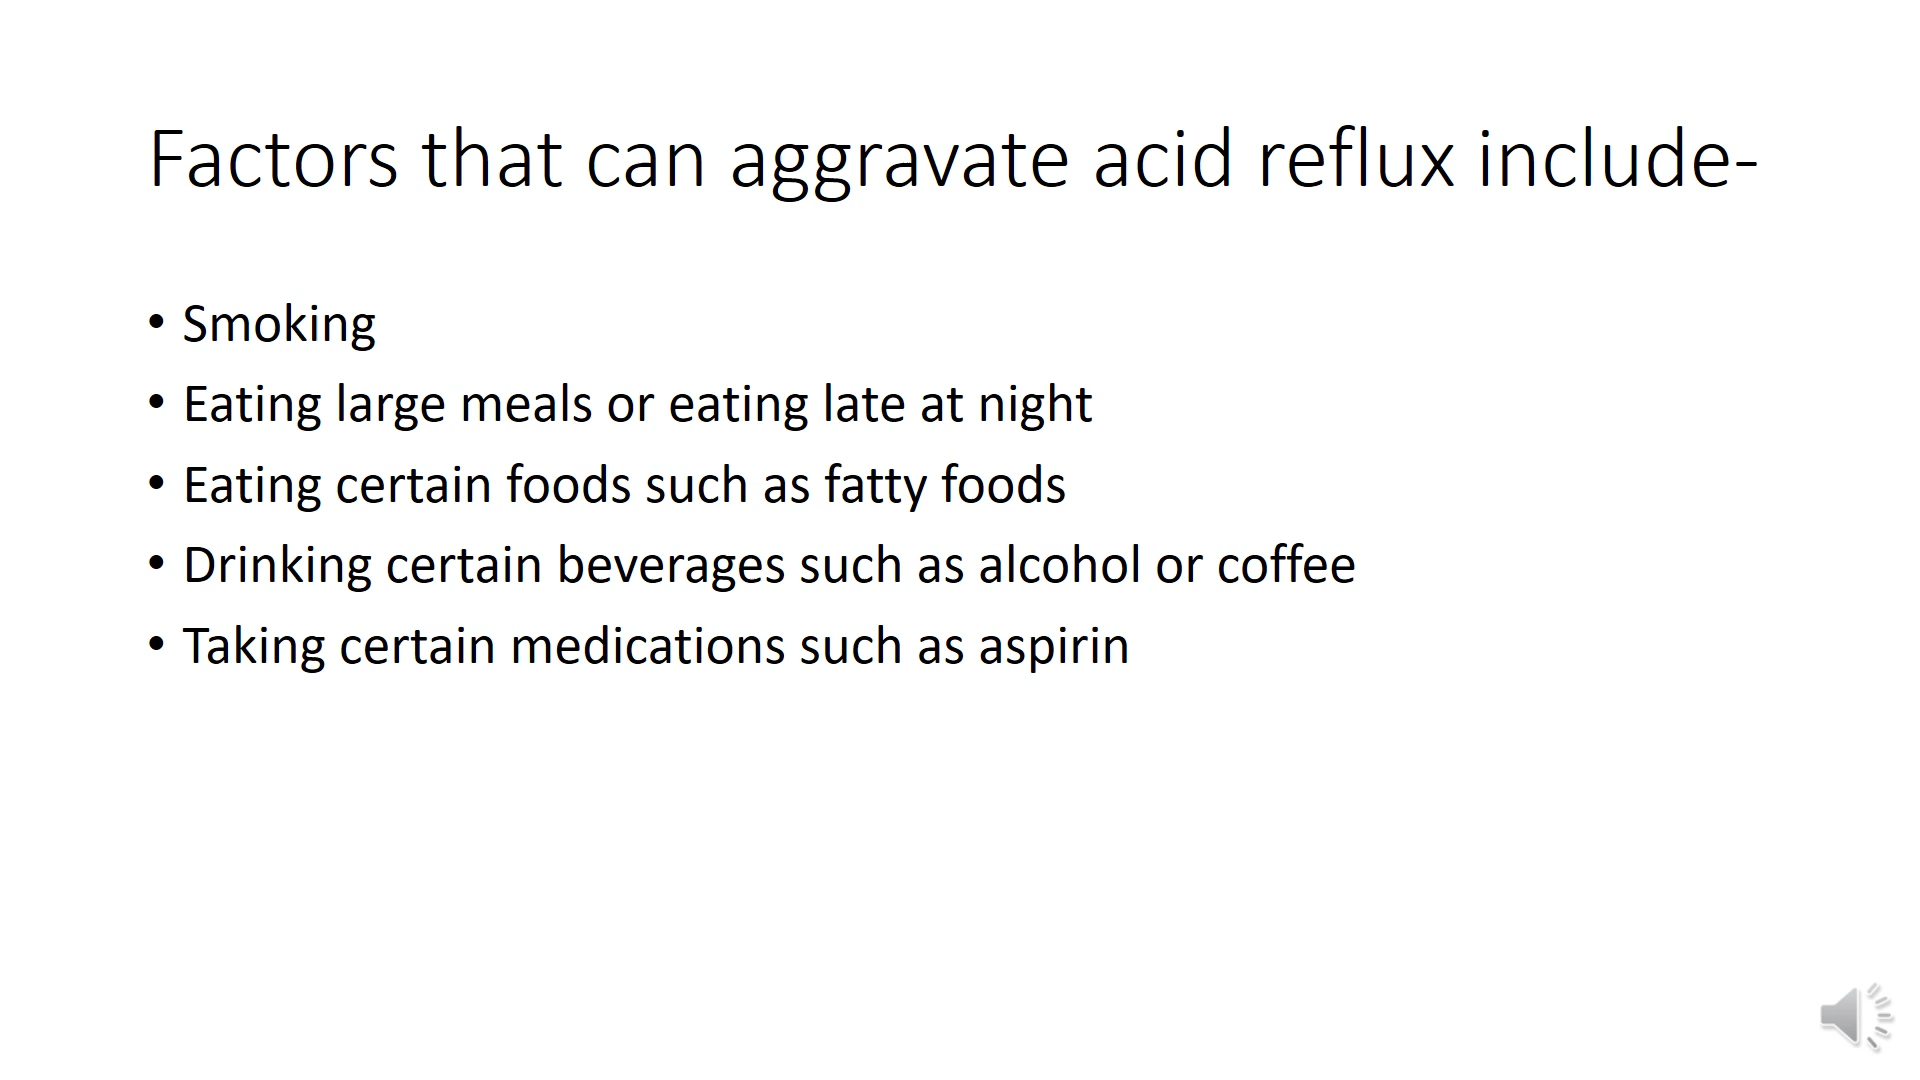 Factors that can aggravate acid reflux include-
• Smoking
• Eating large meals or eating late at night
• Eating certain foods such as fatty foods
• Drinking certain beverages such as alcohol or coffee
• Taking certain medications such as aspirin